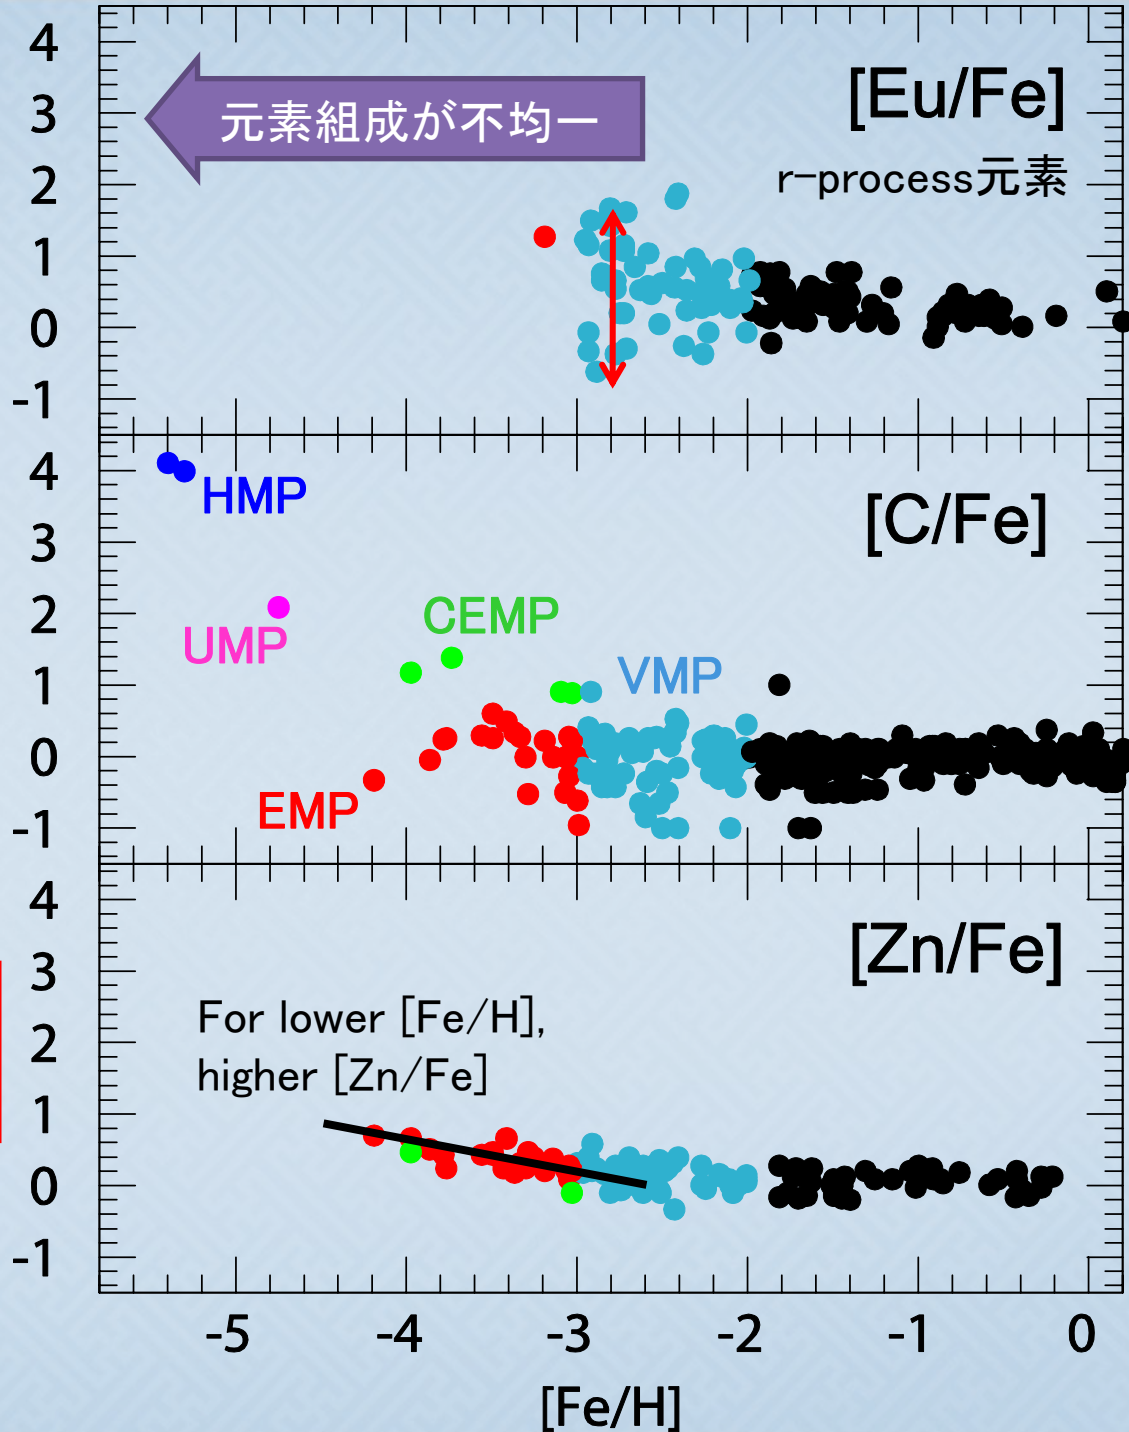 4
3
2
1
0
-1
元素組成が不均一
[Eu/Fe]
r-process元素
4
3
2
1
0
-1
HMP
UMP
CEMP
VMP
EMP
[C/Fe]
4
3
2
1
0
-1
[Zn/Fe]
For lower [Fe/H],
higher [Zn/Fe]
-5 -4 -3 -2 -1 0
[Fe/H]